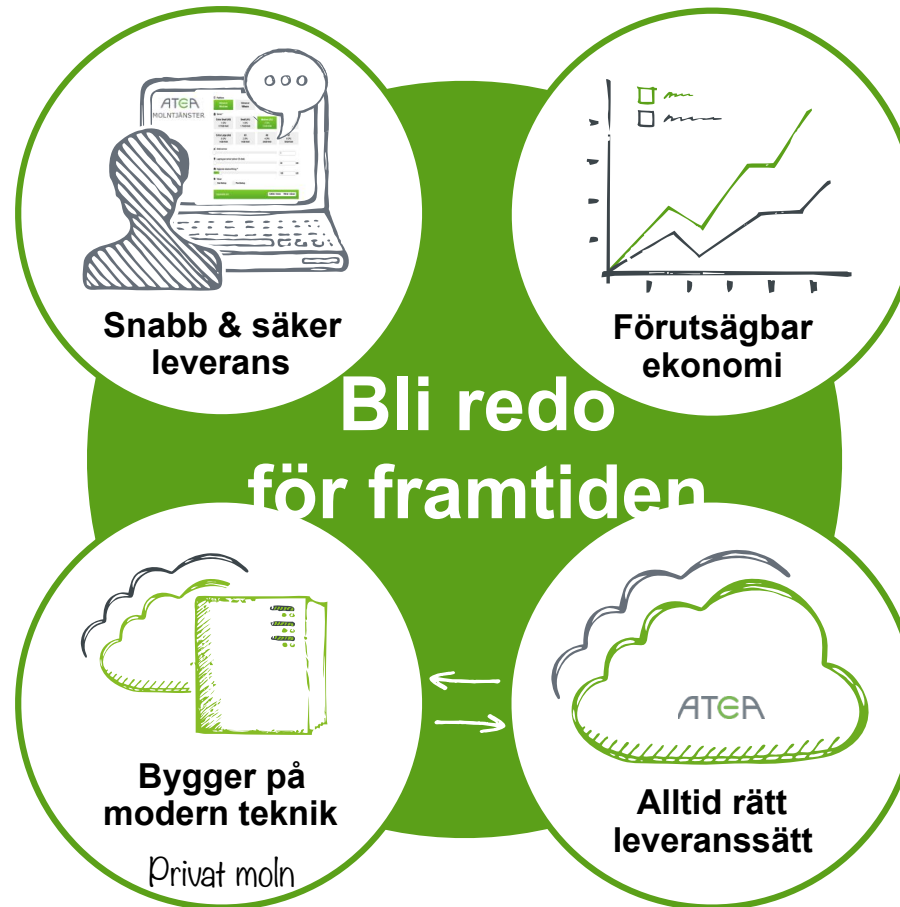 ATEA
MOLNTJÄNSTER
Snabb & säker
leverans
Förutsägbar
ekonomi
Bli redo
för framtiden
Bygger på
modern teknik
Privat moln
ATEA
Alltid rätt
leveranssätt